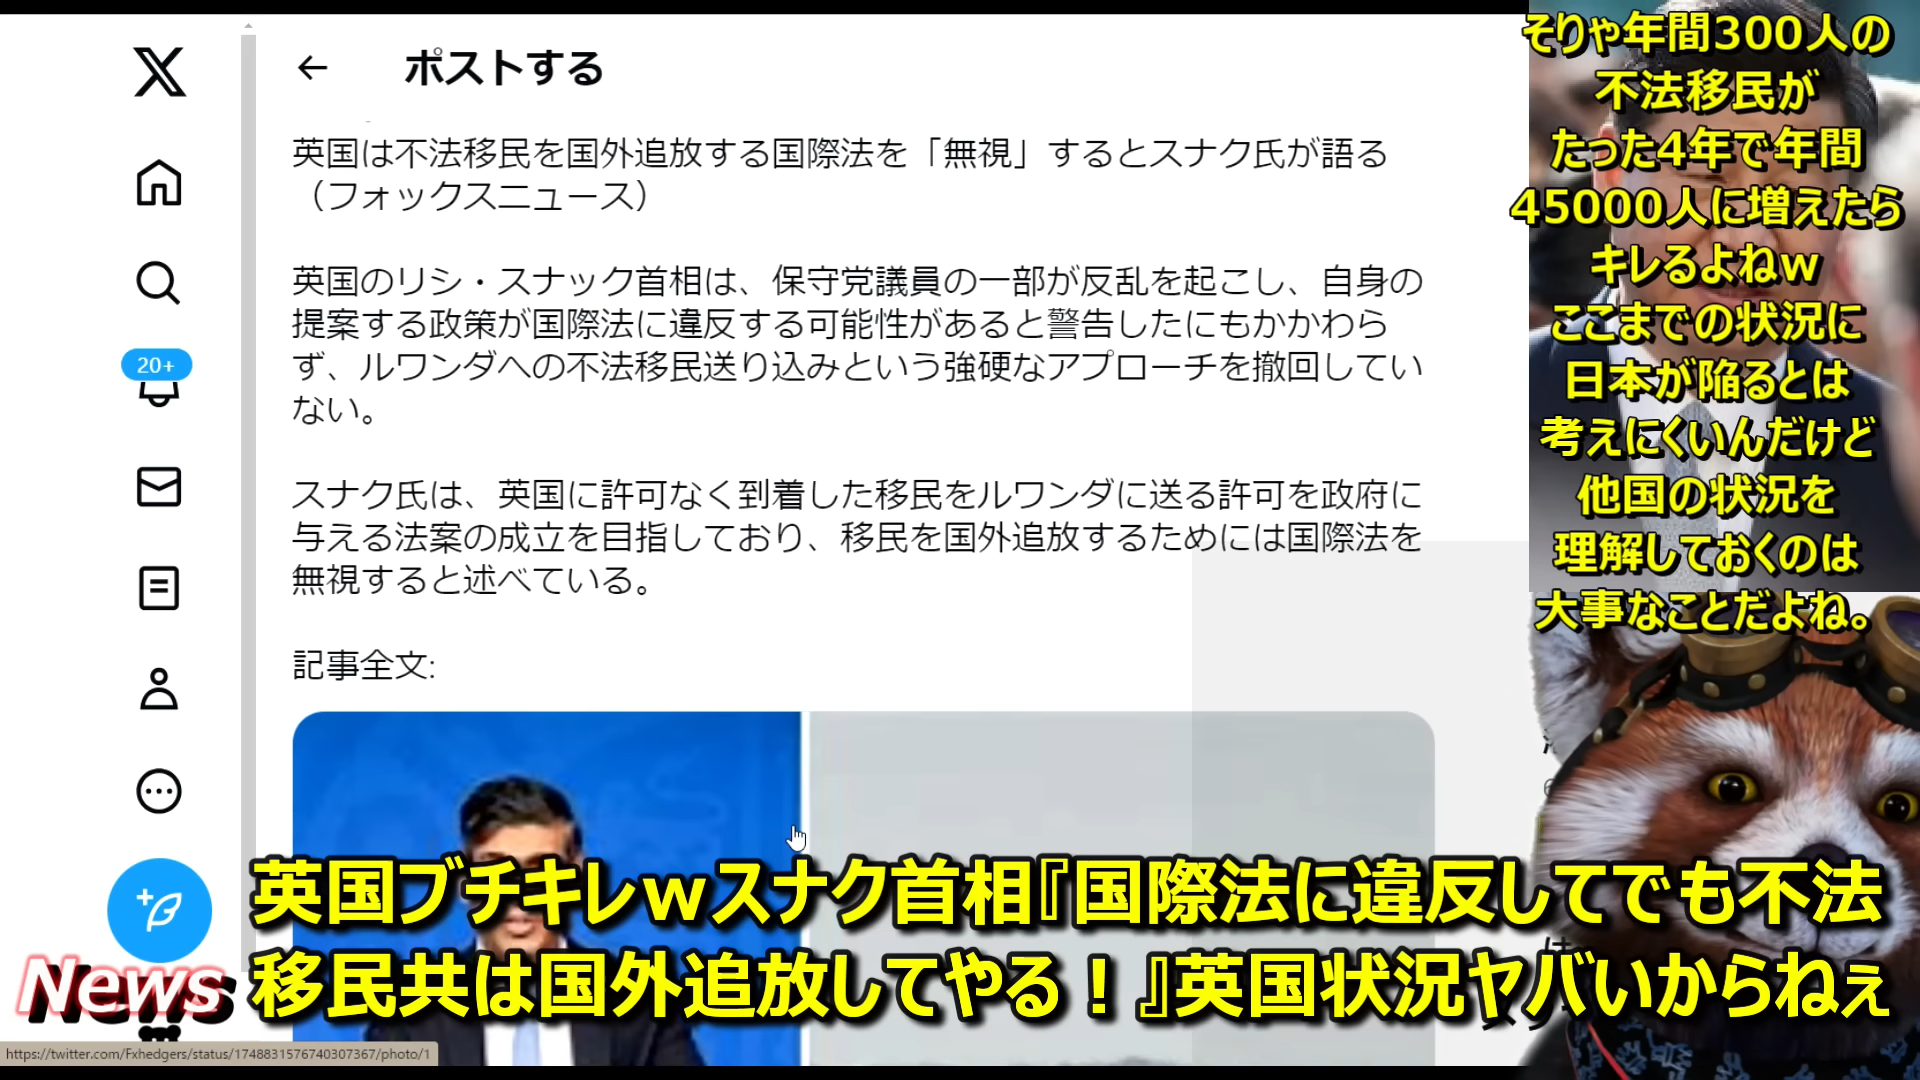 ポストする
英国は不法移民を国外追放する国際法を「無視」するとスナク氏が語る
（フォックスニュース）
英国のリシ・スナック首相は、保守党議員の一部が反乱を起こし、自身の
提案する政策が国際法に違反する可能性があると警告したにもかかわら
ず、ルワンダへの不法移民送り込みという強硬なアプローチを撤回してい
ない。
スナク氏は、英国に許可なく到着した移民をルワンダに送る許可を政府に
与える法案の成立を目指しており、移民を国外追放するためには国際法を
無視すると述べている。
記事全文:
20+
そりゃ年間300人の
不法移民が
たった4年で年間
45000人に増えたら
キレるよねw
ここまでの状況に
日本が陥るとは
考えにくいんだけど
他国の状況を
理解しておくのは
大事なことだよね。
英国ブチキレwスナク首相『国際法に違反してでも不法
移民共は国外追放してやる！』英国状況ヤバいからねぇ
News
https://twitter.com/Fxhedgers/status/1748831576740307367/photo/1